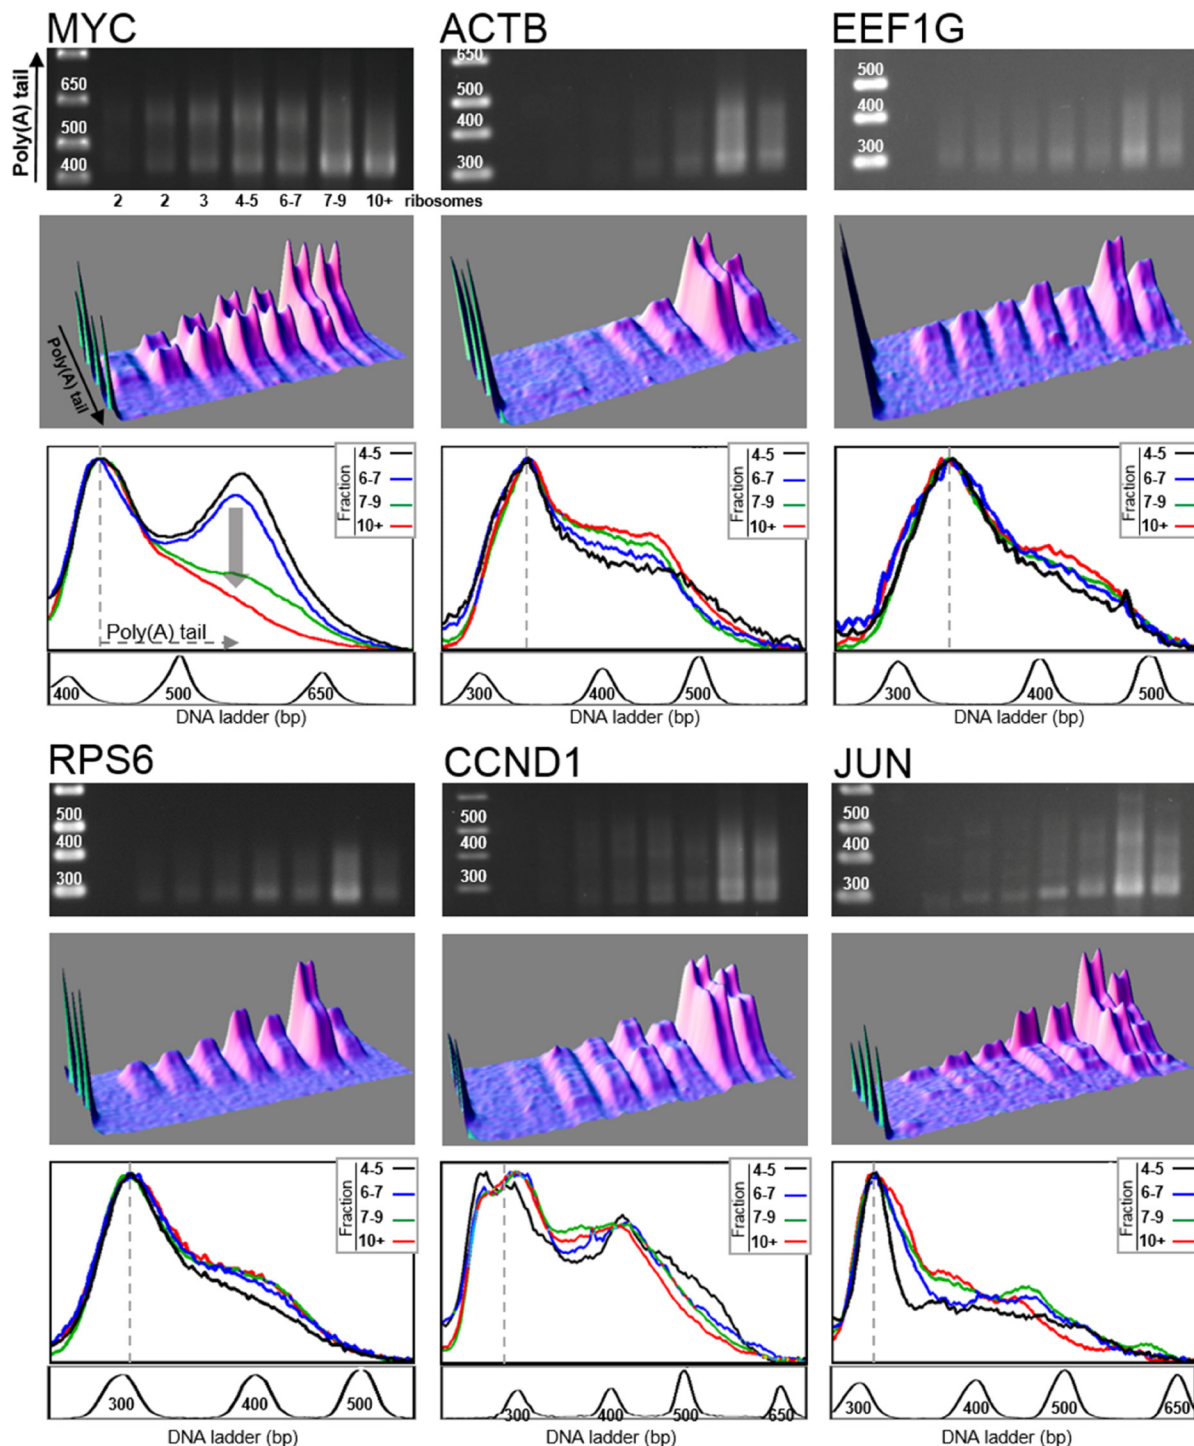 MYC
ACTB
EEF1G
Poly(A) tail
650
500
400
2 2 3 4-5 6-7 7-9 10+ ribosomes
650
500
400
300
500
400
300
Poly(A) tail
Fraction
4-5
6-7
7-9
10+
Poly(A) tail
400 500 650
DNA ladder (bp)
Fraction
4-5
6-7
7-9
10+
300 400 500
DNA ladder (bp)
Fraction
4-5
6-7
7-9
10+
300 400 500
DNA ladder (bp)
RPS6
CCND1
JUN
500
400
300
500
400
300
500
400
300
Fraction
4-5
6-7
7-9
10+
300 400 500
DNA ladder (bp)
Fraction
4-5
6-7
7-9
10+
300 400 500 650
DNA ladder (bp)
Fraction
4-5
6-7
7-9
10+
300 400 500 650
DNA ladder (bp)